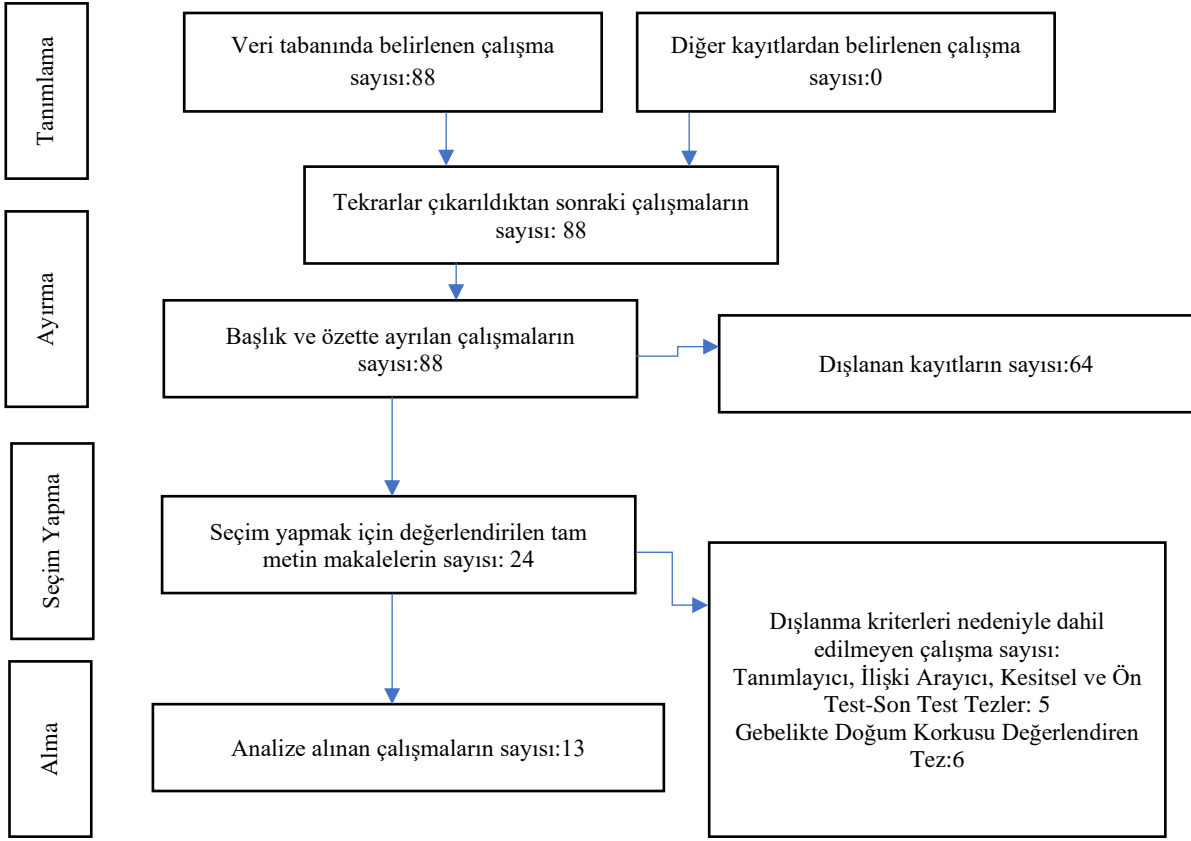 Tanımlama
Veri tabanında belirlenen çalışma
sayısı:88
Diğer kayıtlardan belirlenen çalışma
sayısı:0
Tekrarlar çıkarıldıktan sonraki çalışmaların
sayısı: 88
Ayırma
Başlık ve özette ayrılan çalışmaların
sayısı:88
Dışlanan kayıtların sayısı:64
Seçim Yapma
Seçim yapmak için değerlendirilen tam
metin makalelerin sayısı: 24
Dışlanma kriterleri nedeniyle dahil
edilmeyen çalışma sayısı:
Tanımlayıcı, İlişki Arayıcı, Kesitsel ve Ön
Test-Son Test Tezler: 5
Gebelikte Doğum Korkusu Değerlendiren
Tez:6
Alma
Analize alınan çalışmaların sayısı:13